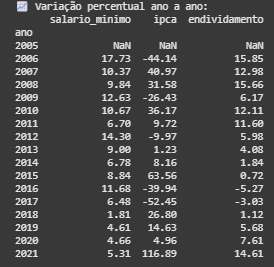 📈 Variação percentual ano a ano:
salario_minimo ipca endividamento
ano
2005 NaN NaN NaN
2006 17.73 -44.14 15.85
2007 10.37 40.97 12.98
2008 9.84 31.58 15.66
2009 12.63 -26.43 6.17
2010 10.67 36.17 12.11
2011 6.70 9.72 11.60
2012 14.30 -9.97 5.98
2013 9.00 1.23 4.08
2014 6.78 8.16 1.84
2015 8.84 63.56 0.72
2016 11.68 -39.94 -5.27
2017 6.48 -52.45 -3.03
2018 1.81 26.80 1.12
2019 4.61 14.63 5.68
2020 4.66 4.96 7.61
2021 5.31 116.89 14.61